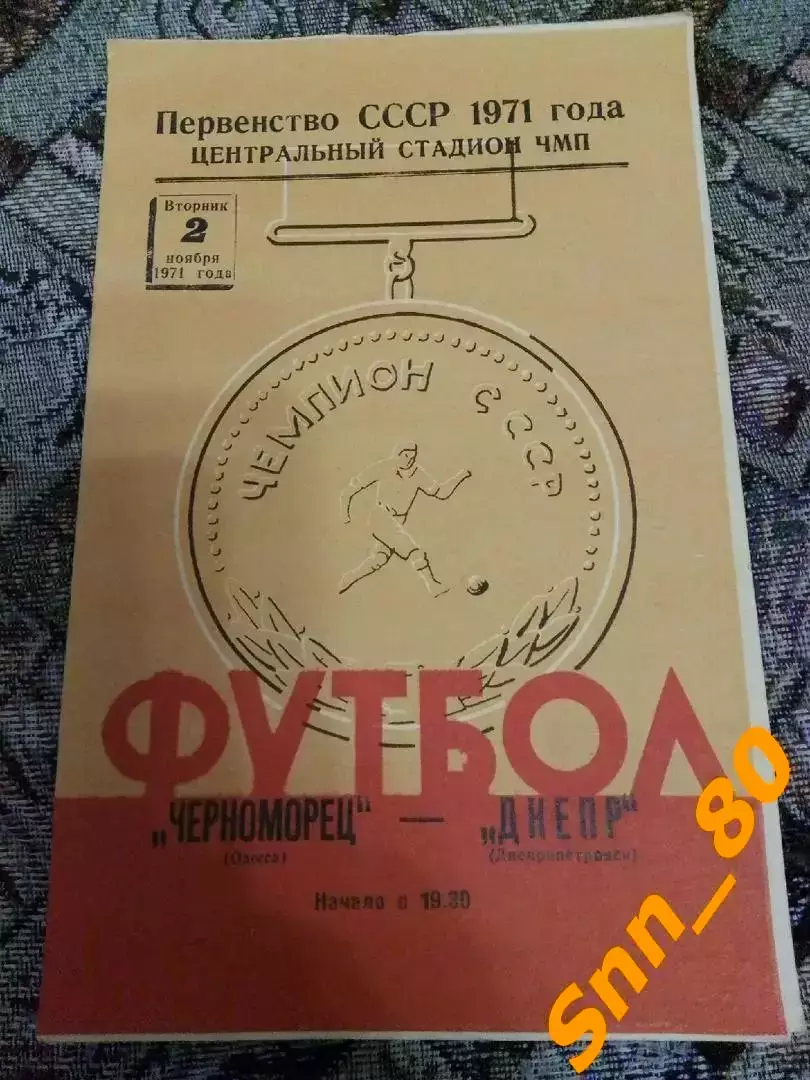 Первенство СССР 1971 года
ЦЕНТРАЛЬНЫЙ СТАДИОН ЧМП
Вторник
2
ноября
1971 года
ЧЕМПИОН СССР
ФУТБОЛ
„ЧЕРНОМОРЕЦ" — „ДНЕПР"
(Одесса) (Днепропетровск)
Начало в 19.30
Snn_80